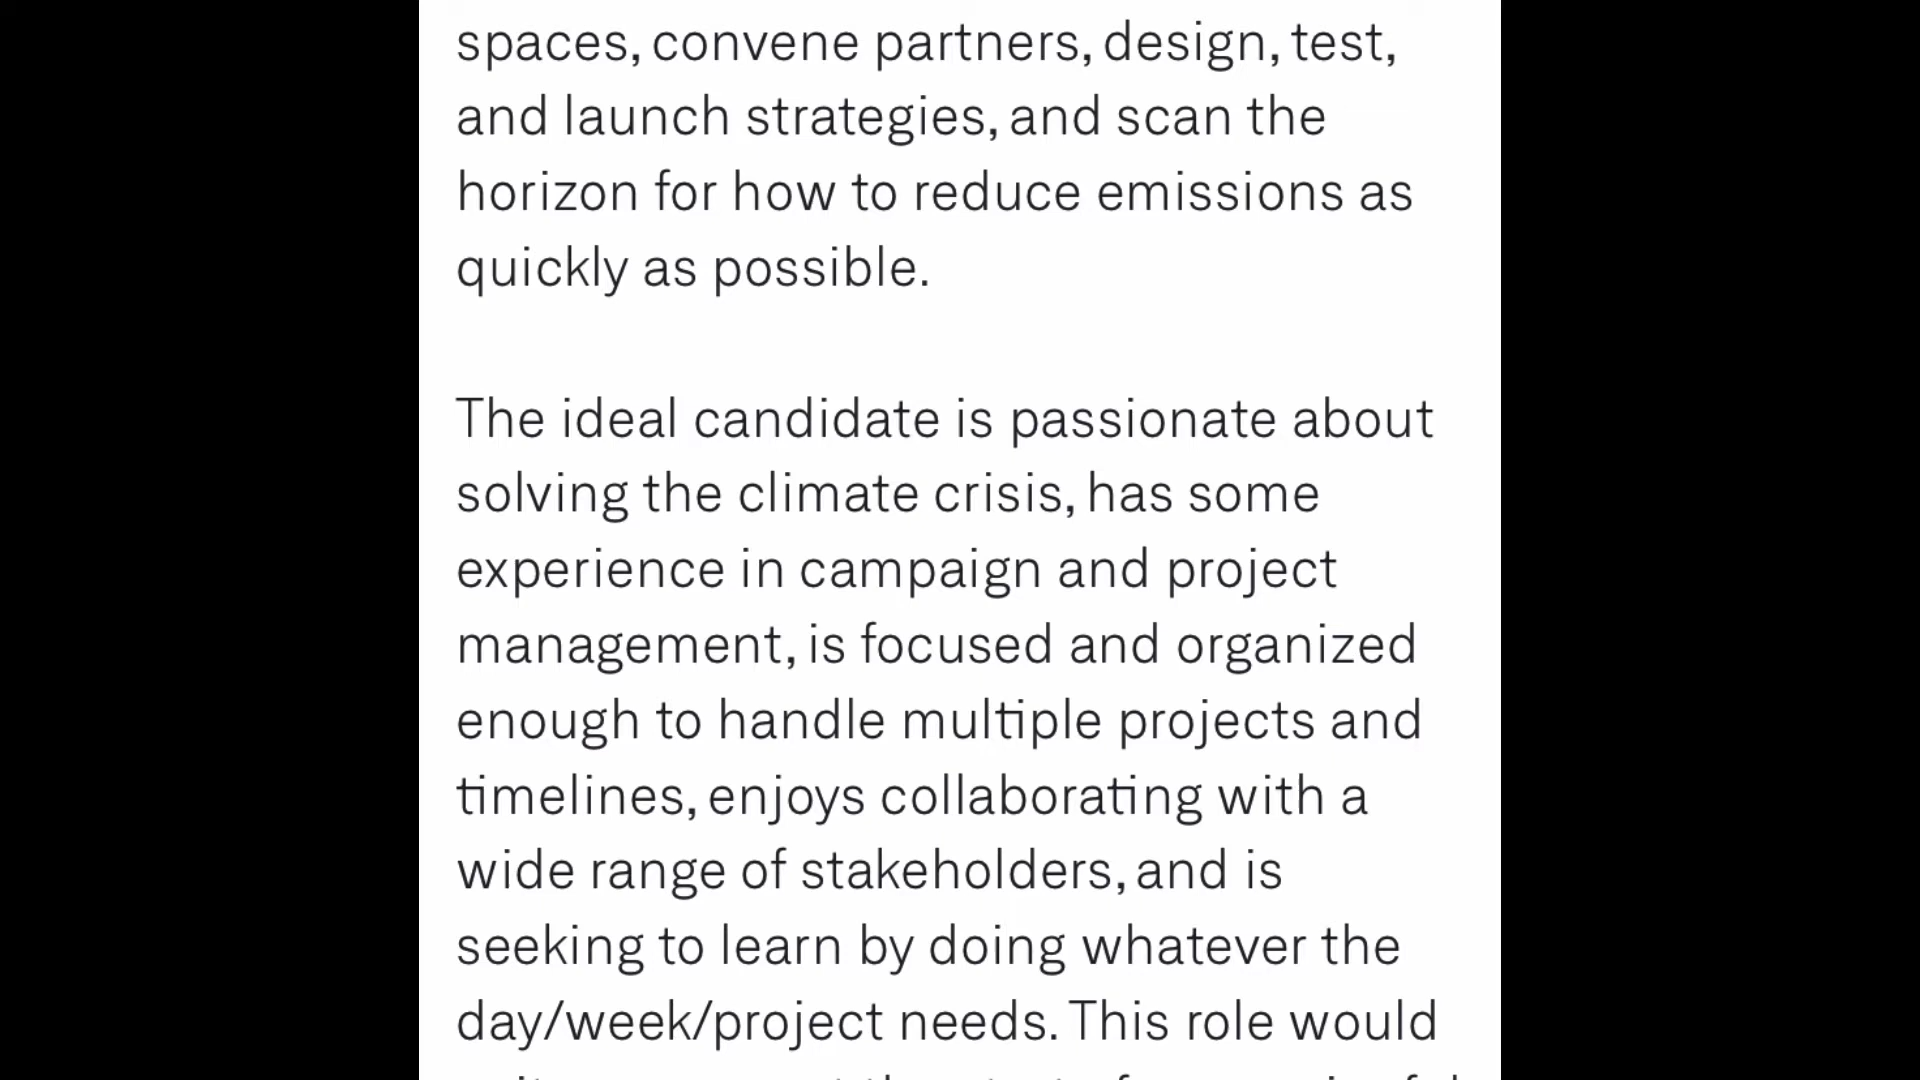 spaces, convene partners, design, test,
and launch strategies, and scan the
horizon for how to reduce emissions as
quickly as possible.
The ideal candidate is passionate about
solving the climate crisis, has some
experience in campaign and project
management, is focused and organized
enough to handle multiple projects and
timelines, enjoys collaborating with a
wide range of stakeholders, and is
seeking to learn by doing whatever the
day/week/project needs. This role would